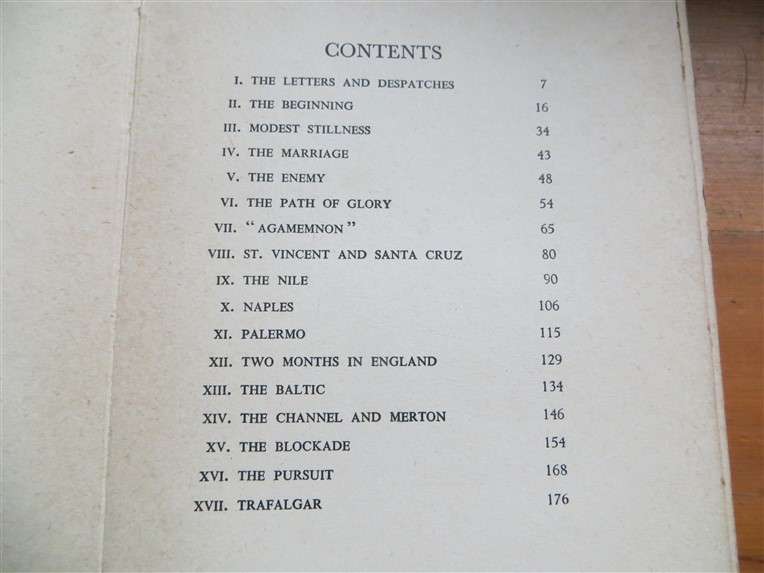 CONTENTS
I. THE LETTERS AND DESPATCHES 7
II. THE BEGINNING 16
III. MODEST STILLNESS 34
IV. THE MARRIAGE 43
V. THE ENEMY 48
VI. THE PATH OF GLORY 54
VII. "AGAMEMNON" 65
VIII. ST. VINCENT AND SANTA CRUZ 80
IX. THE NILE 90
X. NAPLES 106
XI. PALERMO 115
XII. TWO MONTHS IN ENGLAND 129
XIII. THE BALTIC 134
XIV. THE CHANNEL AND MERTON 146
XV. THE BLOCKADE 154
XVI. THE PURSUIT 168
XVII. TRAFALGAR 176